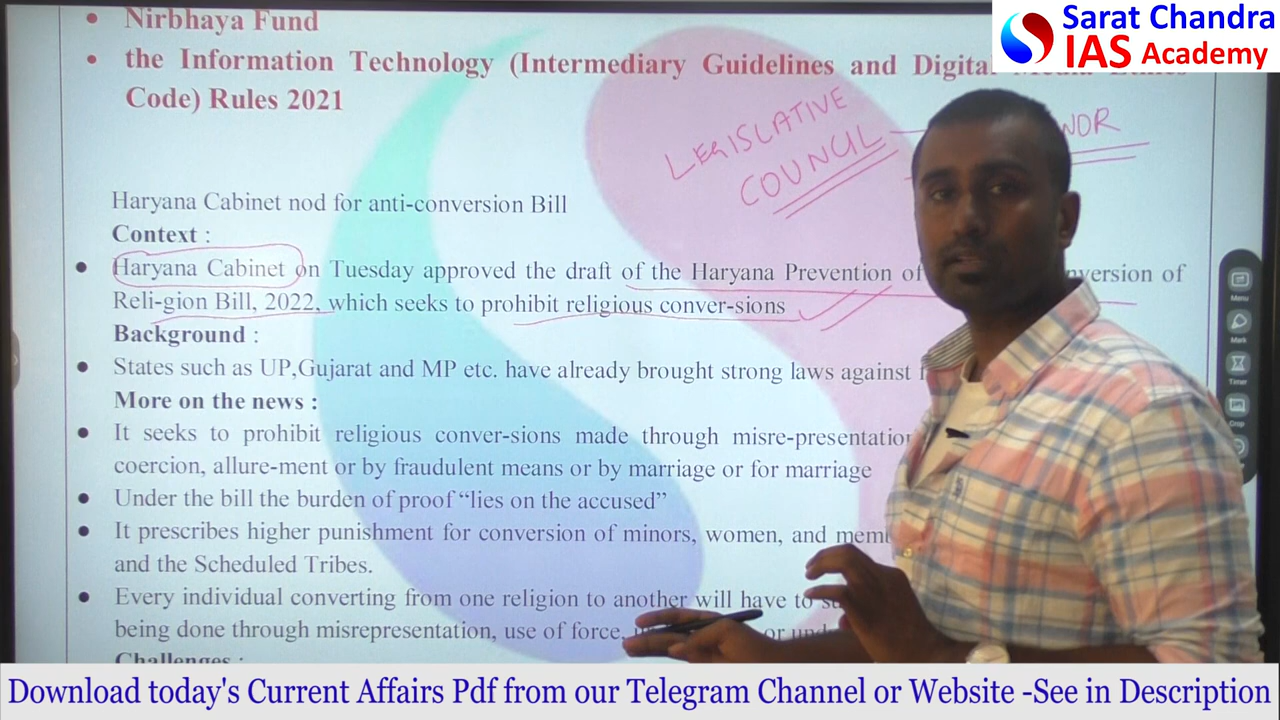 Sarat Chandra
IAS Academy
• Nirbhaya Fund
• the Information Technology (Intermediary Guidelines and Digital
Code) Rules 2021
LEGISLATIVE
COUNCIL
Haryana Cabinet nod for anti-conversion Bill
Context :
● Haryana Cabinet on Tuesday approved the draft of the Haryana Prevention of
Reli-gion Bill, 2022, which seeks to prohibit religious conver-sions
Background :
● States such as UP,Gujarat and MP etc. have already brought strong laws against
More on the news :
● It seeks to prohibit religious conver-sions made through misre-presentation
coercion, allure-ment or by fraudulent means or by marriage or for marriage
● Under the bill the burden of proof “lies on the accused”
● It prescribes higher punishment for conversion of minors, women, and
and the Scheduled Tribes.
● Every individual converting from one religion to another will have to
being done through misrepresentation, use of force,
Challenges :
Menu
Mark
Timer
Download today's Current Affairs Pdf from our Telegram Channel or Website -See in Description